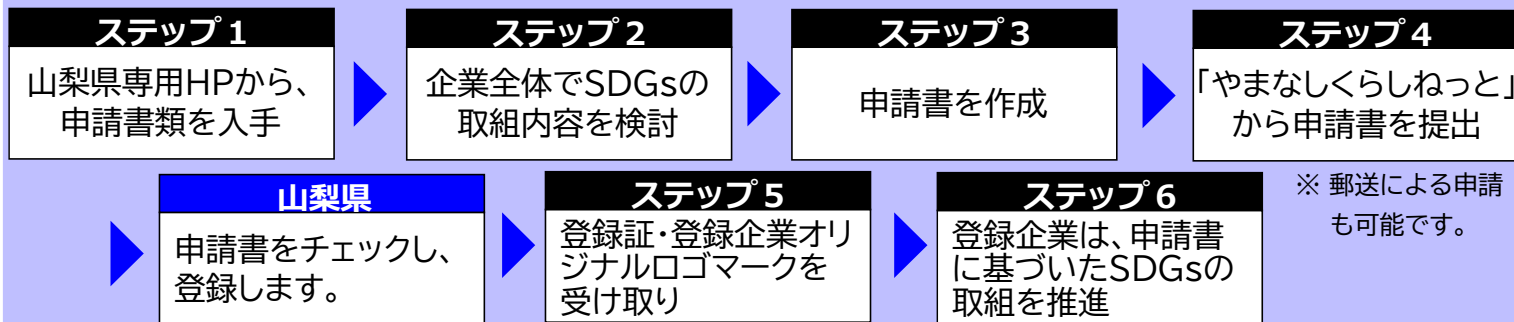 ステップ1
山梨県専用HPから、
申請書類を入手
ステップ2
企業全体でSDGsの
取組内容を検討
ステップ3
申請書を作成
ステップ4
「やまなしくらしねっと」
から申請書を提出
※ 郵送による申請
も可能です。
山梨県
申請書をチェックし、
登録します。
ステップ5
登録証・登録企業オリ
ジナルロゴマークを
受け取り
ステップ6
登録企業は、申請書
に基づいたSDGsの
取組を推進